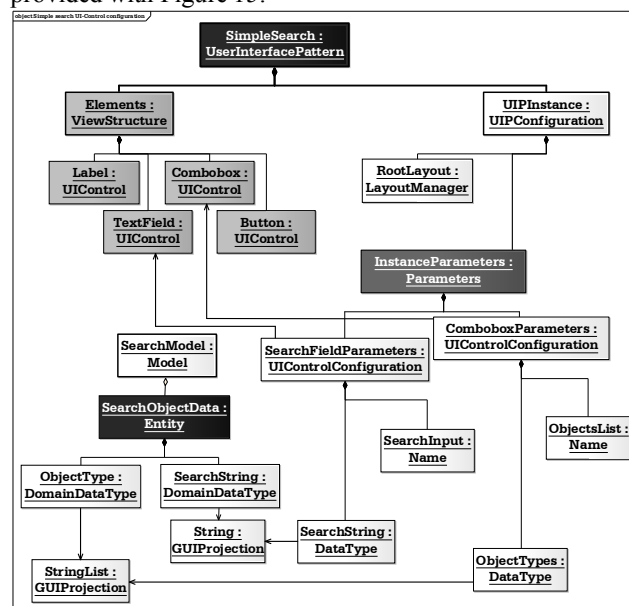 provided with Figure 15.
objectSimple search UI-Control configuration
SimpleSearch :
UserInterfacePattern
Elements :
ViewStructure
UIPInstance :
UIPConfiguration
Label :
UIControl
Combobox :
UIControl
RootLayout :
LayoutManager
TextField :
UIControl
Button :
UIControl
InstanceParameters :
Parameters
SearchModel:
Model
SearchFieldParameters :
UIControlConfiguration
ComboboxParameters :
UIControlConfiguration
SearchObjectData :
Entity
SearchInput :
Name
ObjectsList :
Name
ObjectType :
DomainDataType
SearchString :
DomainDataType
String :
GUIProjection
SearchString :
DataType
StringList :
GUIProjection
ObjectTypes :
DataType